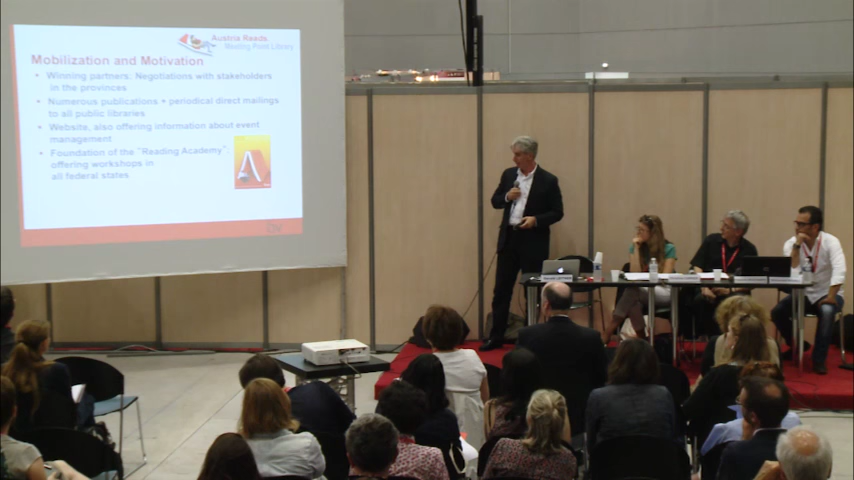 Austria Reads
Reading Point Library
Mobilization and Motivation
• Winning partners: Negotiations with stakeholders
in the provinces
• Numerous publications + periodical direct mailings
to all public libraries
• Website, also offering information about event
management
• Foundation of the "Reading Academy":
offering workshops in
all federal states